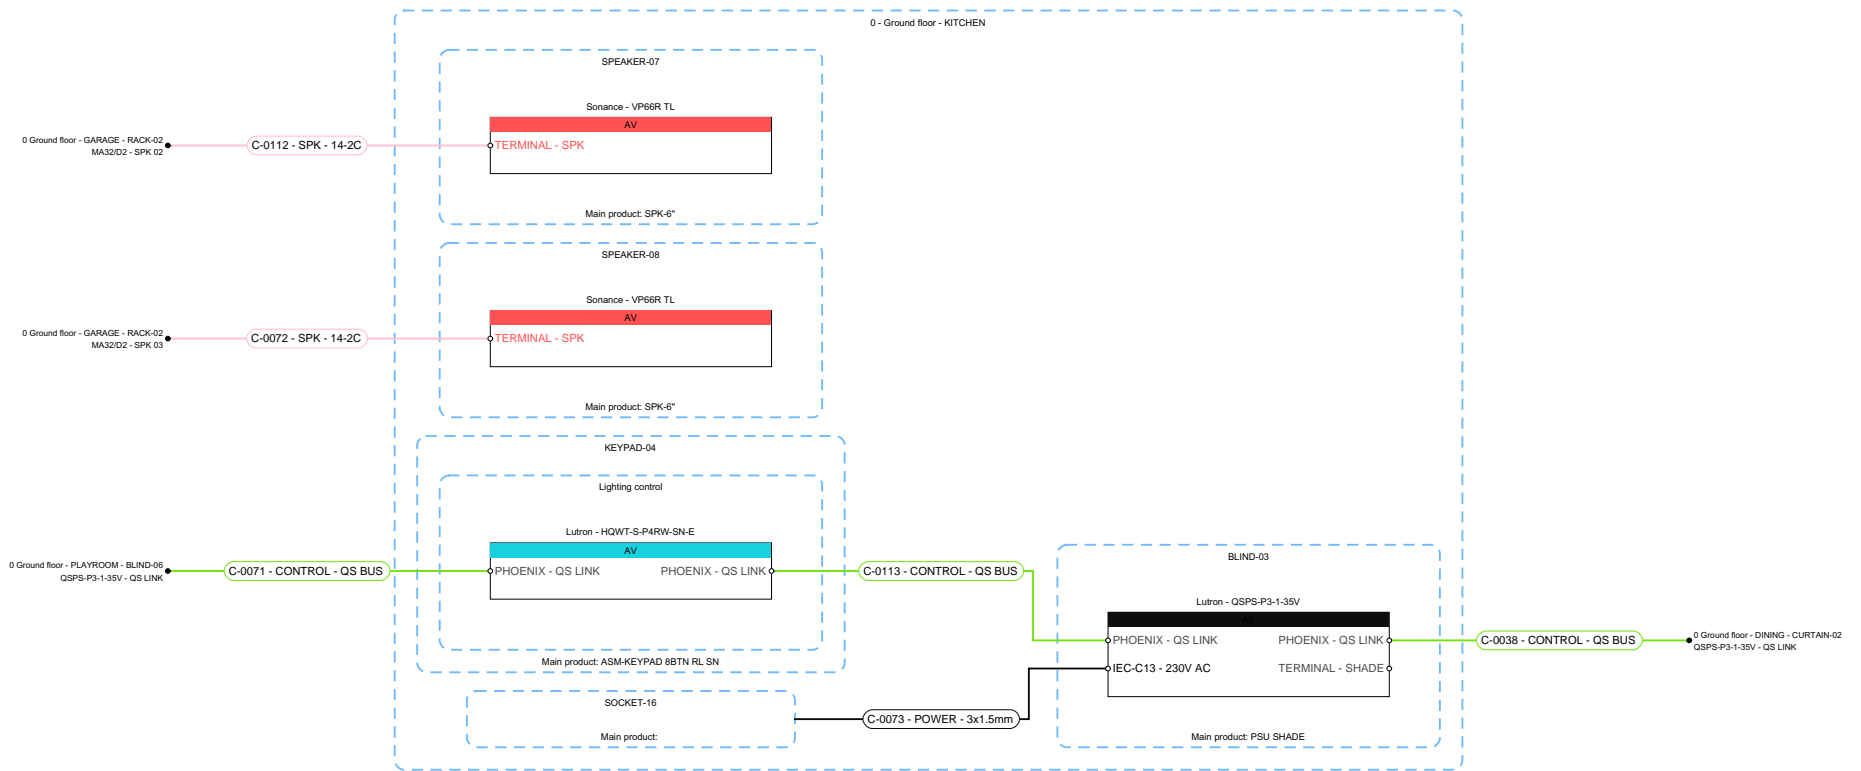 0 - Ground floor - KITCHEN
SPEAKER-07
Sonance - VP66R TL
AV
0 Ground floor - GARAGE - RACK-02
MA32/D2 - SPK 02
C-0112 - SPK - 14-2C
TERMINAL - SPK
Main product: SPK-6"
SPEAKER-08
Sonance - VP66R TL
AV
0 Ground floor - GARAGE - RACK-02
MA32/D2 - SPK 03
C-0072 - SPK - 14-2C
TERMINAL - SPK
Main product: SPK-6"
KEYPAD-04
Lighting control
Lutron - HQWT-S-P4RW-SN-E
AV
0 Ground floor - PLAYROOM - BLIND-06
QSPS-P3-1-35V - QS LINK
C-0071 - CONTROL - QS BUS
PHOENIX - QS LINK
PHOENIX - QS LINK
C-0113 - CONTROL - QS BUS
Main product: ASM-KEYPAD 8BTN RL SN
BLIND-03
Lutron - QSPS-P3-1-35V
AV
PHOENIX - QS LINK
PHOENIX - QS LINK
C-0038 - CONTROL - QS BUS
0 Ground floor - DINING - CURTAIN-02
QSPS-P3-1-35V - QS LINK
IEC-C13 - 230V AC
TERMINAL - SHADE
Main product: PSU SHADE
SOCKET-16
C-0073 - POWER - 3x1.5mm
Main product: